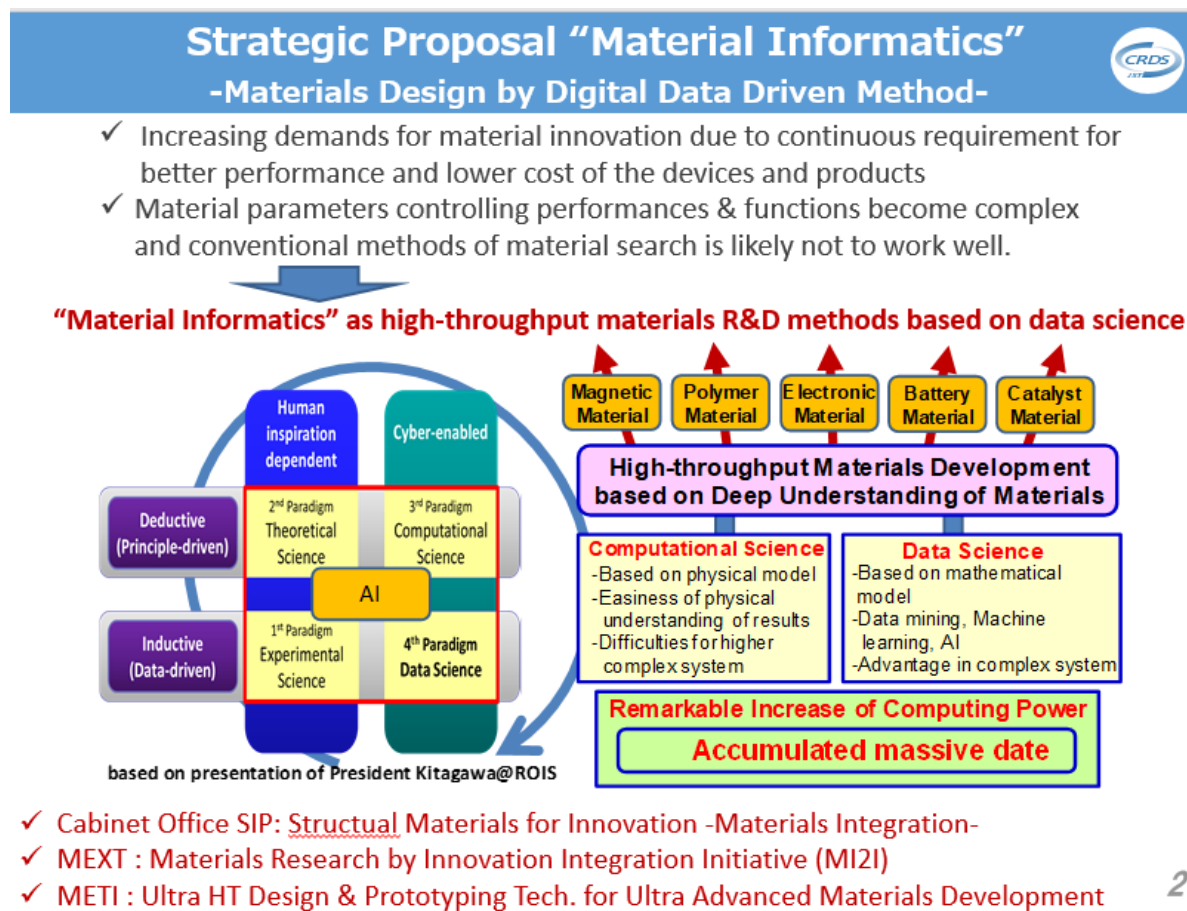 Strategic Proposal “Material Informatics”
-Materials Design by Digital Data Driven Method-
CRDS
JST
✓ Increasing demands for material innovation due to continuous requirement for
better performance and lower cost of the devices and products
✓ Material parameters controlling performances & functions become complex
and conventional methods of material search is likely not to work well.
“Material Informatics” as high-throughput materials R&D methods based on data science
Human
inspiration
dependent
Cyber-enabled
Deductive
(Principle-driven)
2nd Paradigm
Theoretical
Science
3rd Paradigm
Computational
Science
AI
Inductive
(Data-driven)
1st Paradigm
Experimental
Science
4th Paradigm
Data Science
based on presentation of President Kitagawa@ROIS
Magnetic
Material
Polymer
Material
Electronic
Material
Battery
Material
Catalyst
Material
High-throughput Materials Development
based on Deep Understanding of Materials
Computational Science
-Based on physical model
-Easiness of physical
understanding of results
-Difficulties for higher
complex system
Data Science
-Based on mathematical
model
-Data mining, Machine
learning, AI
-Advantage in complex system
Remarkable Increase of Computing Power
Accumulated massive date
✓ Cabinet Office SIP: Structual Materials for Innovation -Materials Integration-
✓ MEXT : Materials Research by Innovation Integration Initiative (MI2I)
✓ METI : Ultra HT Design & Prototyping Tech. for Ultra Advanced Materials Development
2